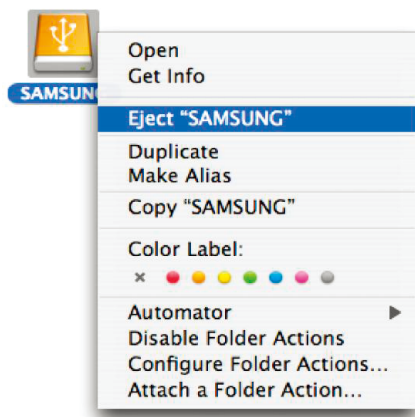 SAMSUN
Open
Get Info
Eject “SAMSUNG”
Duplicate
Make Alias
Copy “SAMSUNG”
Color Label:
Automator
Disable Folder Actions
Configure Folder Actions...
Attach a Folder Action...